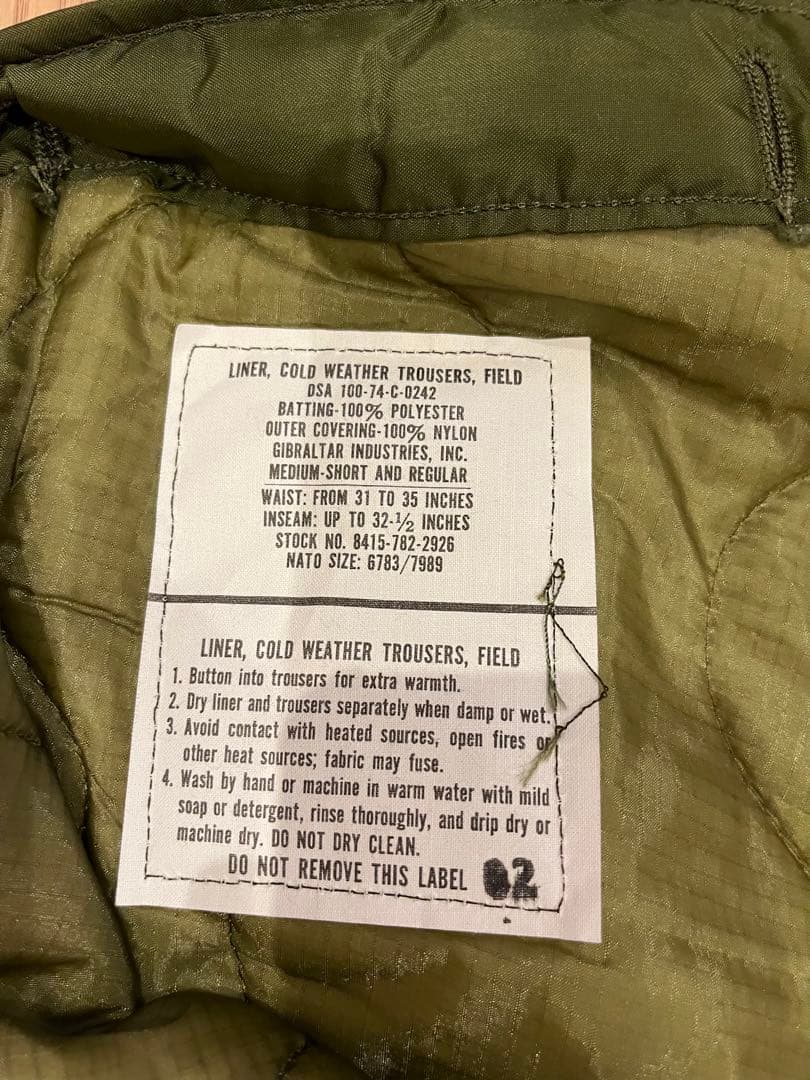 LINER, COLD WEATHER TROUSERS, FIELD
DSA 100-74-C-0242
BATTING-100% POLYESTER
OUTER COVERING-100% NYLON
GIBRALTAR INDUSTRIES, INC.
MEDIUM-SHORT AND REGULAR
WAIST: FROM 31 TO 35 INCHES
INSEAM: UP TO 32-½ INCHES
STOCK NO. 8415-782-2926
NATO SIZE: 6783/7989
LINER, COLD WEATHER TROUSERS, FIELD
1. Button into trousers for extra warmth.
2. Dry liner and trousers separately when damp or wet.
3. Avoid contact with heated sources, open fires or
other heat sources; fabric may fuse.
4. Wash by hand or machine in warm water with mild
soap or detergent, rinse thoroughly, and drip dry or
machine dry. DO NOT DRY CLEAN.
DO NOT REMOVE THIS LABEL